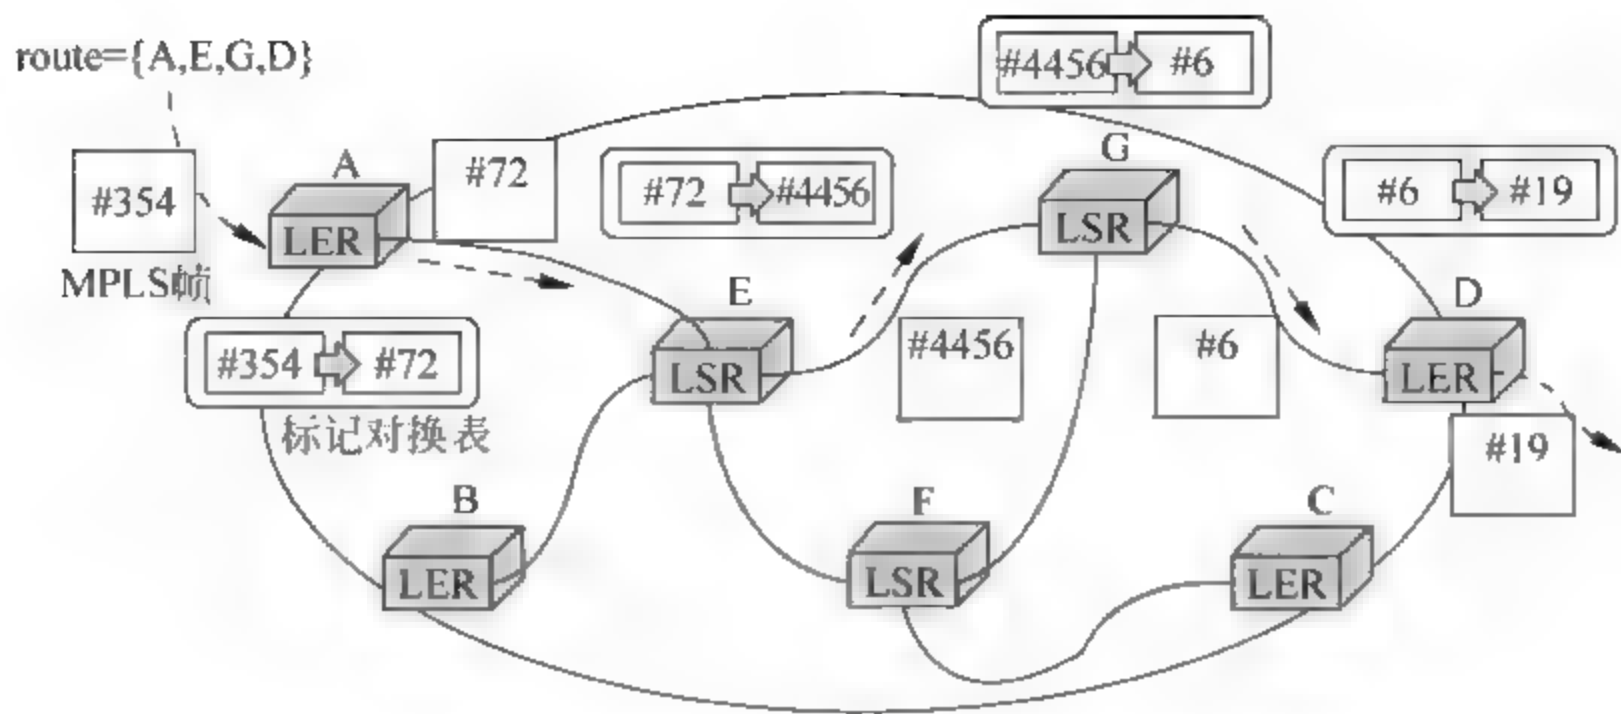 route={A,E,G,D}
#4456 #6
#354
MPLS帧
A
LER
#72
#72 #4456
G
LSR
#6 #19
#354 #72
标记对换表
E
LSR
#4456
#6
D
LER
#19
B
LER
F
LSR
C
LER